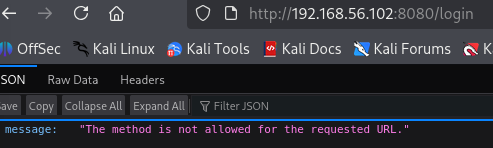 http://192.168.56.102:8080/login
OffSec Kali Linux Kali Tools Kali Docs Kali Forums
JSON Raw Data Headers
Save Copy Collapse All Expand All Filter JSON
message: "The method is not allowed for the requested URL."